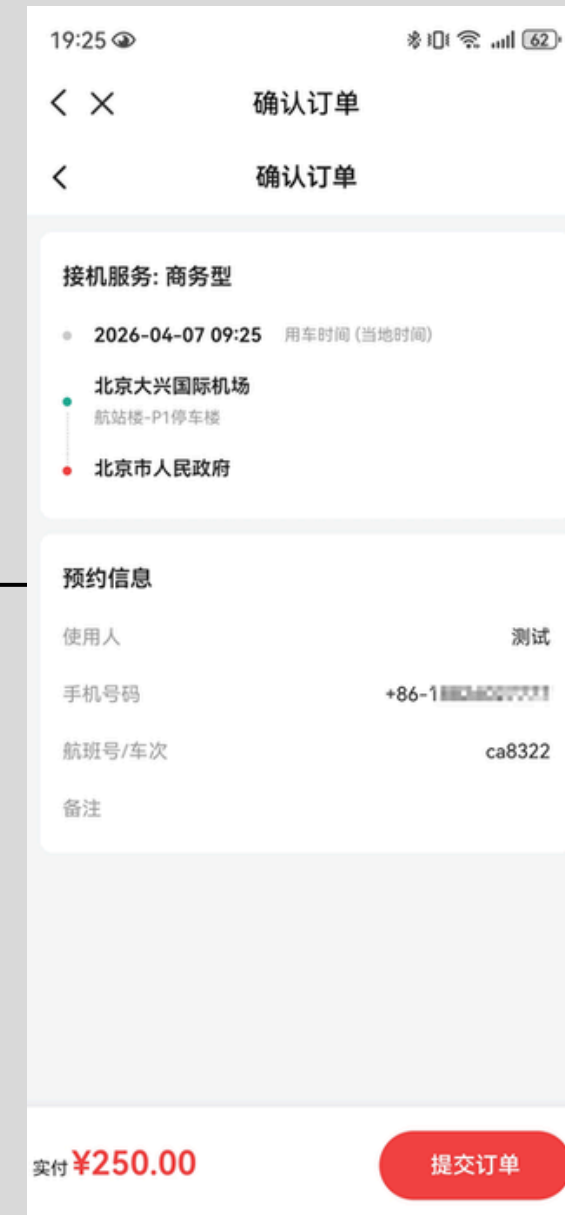 19:25
62
确认订单
确认订单
接机服务: 商务型
2026-04-07 09:25 用车时间 (当地时间)
北京大兴国际机场
航站楼-P1停车楼
北京市人民政府
预约信息
使用人 测试
手机号码 +86-1
航班号/车次 ca8322
备注
实付 ¥250.00 提交订单